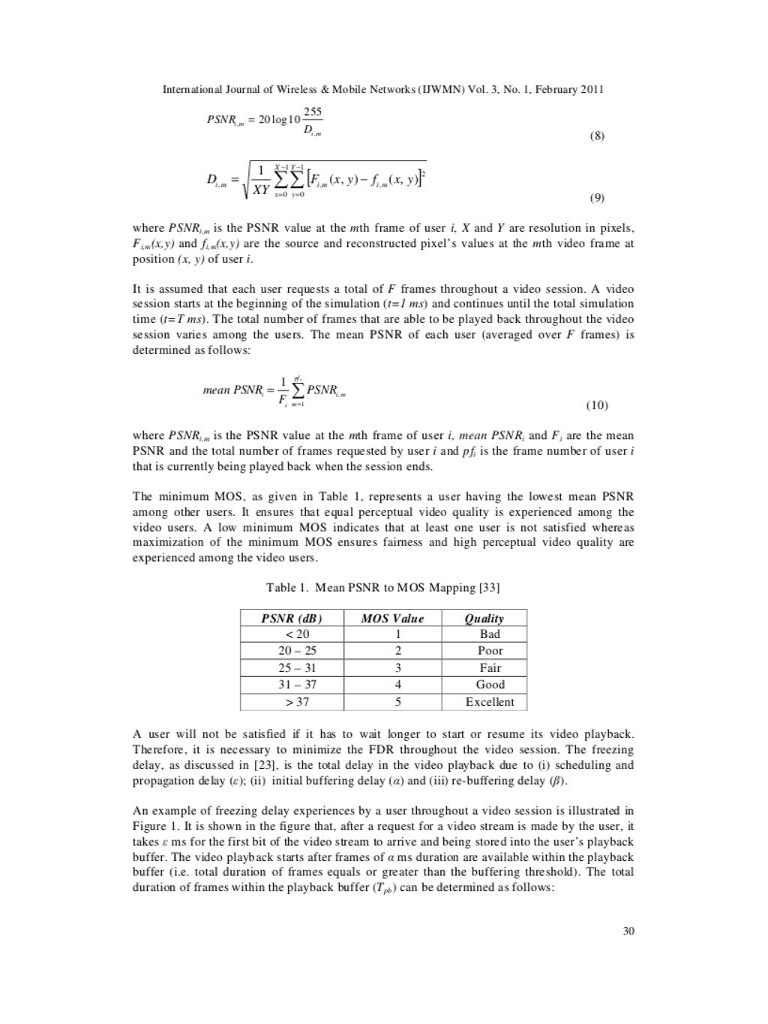 International Journal of Wireless & Mobile Networks (IJWMN) Vol. 3, No. 1, February 2011
PSNR_{i,m} = 20 log10 \frac{255}{D_{i,m}}
(8)
D_{i,m} = \sqrt{\frac{1}{XY} \sum_{x=0}^{X-1} \sum_{y=0}^{Y-1} [F_{i,m}(x, y) - f_{i,m}(x, y)]^2}
(9)
where PSNR_{i,m} is the PSNR value at the mth frame of user i, X and Y are resolution in pixels,
F_{i,m}(x,y) and f_{i,m}(x,y) are the source and reconstructed pixel's values at the mth video frame at
position (x, y) of user i.
It is assumed that each user requests a total of F frames throughout a video session. A video
session starts at the beginning of the simulation (t=1 ms) and continues until the total simulation
time (t=T ms). The total number of frames that are able to be played back throughout the video
session varies among the users. The mean PSNR of each user (averaged over F frames) is
determined as follows:
mean PSNR_i = \frac{1}{F_i} \sum_{m=1}^{pf_i} PSNR_{i,m}
(10)
where PSNR_{i,m} is the PSNR value at the mth frame of user i, mean PSNR_i and F_i are the mean
PSNR and the total number of frames requested by user i and pf_i is the frame number of user i
that is currently being played back when the session ends.
The minimum MOS, as given in Table 1, represents a user having the lowest mean PSNR
among other users. It ensures that equal perceptual video quality is experienced among the
video users. A low minimum MOS indicates that at least one user is not satisfied whereas
maximization of the minimum MOS ensures fairness and high perceptual video quality are
experienced among the video users.
Table 1. Mean PSNR to MOS Mapping [33]
PSNR (dB) MOS Value Quality
< 20 1 Bad
20 – 25 2 Poor
25 – 31 3 Fair
31 – 37 4 Good
> 37 5 Excellent
A user will not be satisfied if it has to wait longer to start or resume its video playback.
Therefore, it is necessary to minimize the FDR throughout the video session. The freezing
delay, as discussed in [23], is the total delay in the video playback due to (i) scheduling and
propagation delay (ε); (ii) initial buffering delay (α) and (iii) re-buffering delay (β).
An example of freezing delay experiences by a user throughout a video session is illustrated in
Figure 1. It is shown in the figure that, after a request for a video stream is made by the user, it
takes ε ms for the first bit of the video stream to arrive and being stored into the user's playback
buffer. The video playback starts after frames of α ms duration are available within the playback
buffer (i.e. total duration of frames equals or greater than the buffering threshold). The total
duration of frames within the playback buffer (T_{pb}) can be determined as follows:
30